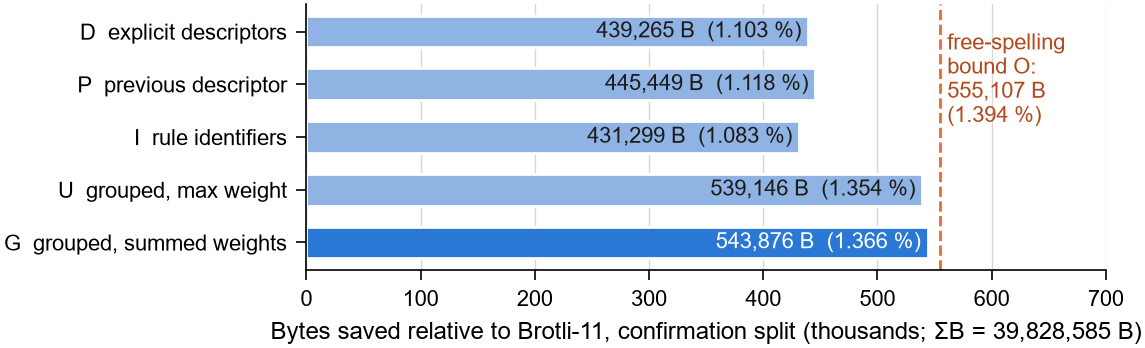 D  explicit descriptors
439,265 B  (1.103 %)
P  previous descriptor
445,449 B  (1.118 %)
I  rule identifiers
431,299 B  (1.083 %)
U  grouped, max weight
539,146 B  (1.354 %)
G  grouped, summed weights
543,876 B  (1.366 %)
free-spelling
bound O:
555,107 B
(1.394 %)
0 100 200 300 400 500 600 700
Bytes saved relative to Brotli-11, confirmation split (thousands; ΣB = 39,828,585 B)